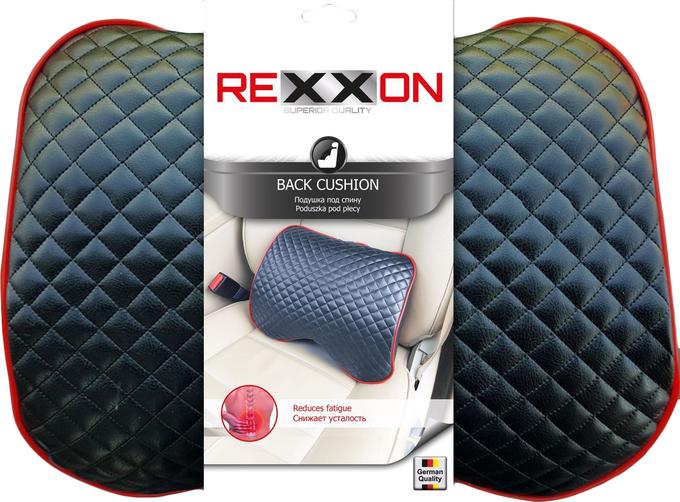 REXXON
SUPERIOR QUALITY
BACK CUSHION
Подушка под спину
Poduszka pod plecy
Reduces fatigue
Снижает усталость
German
Quality